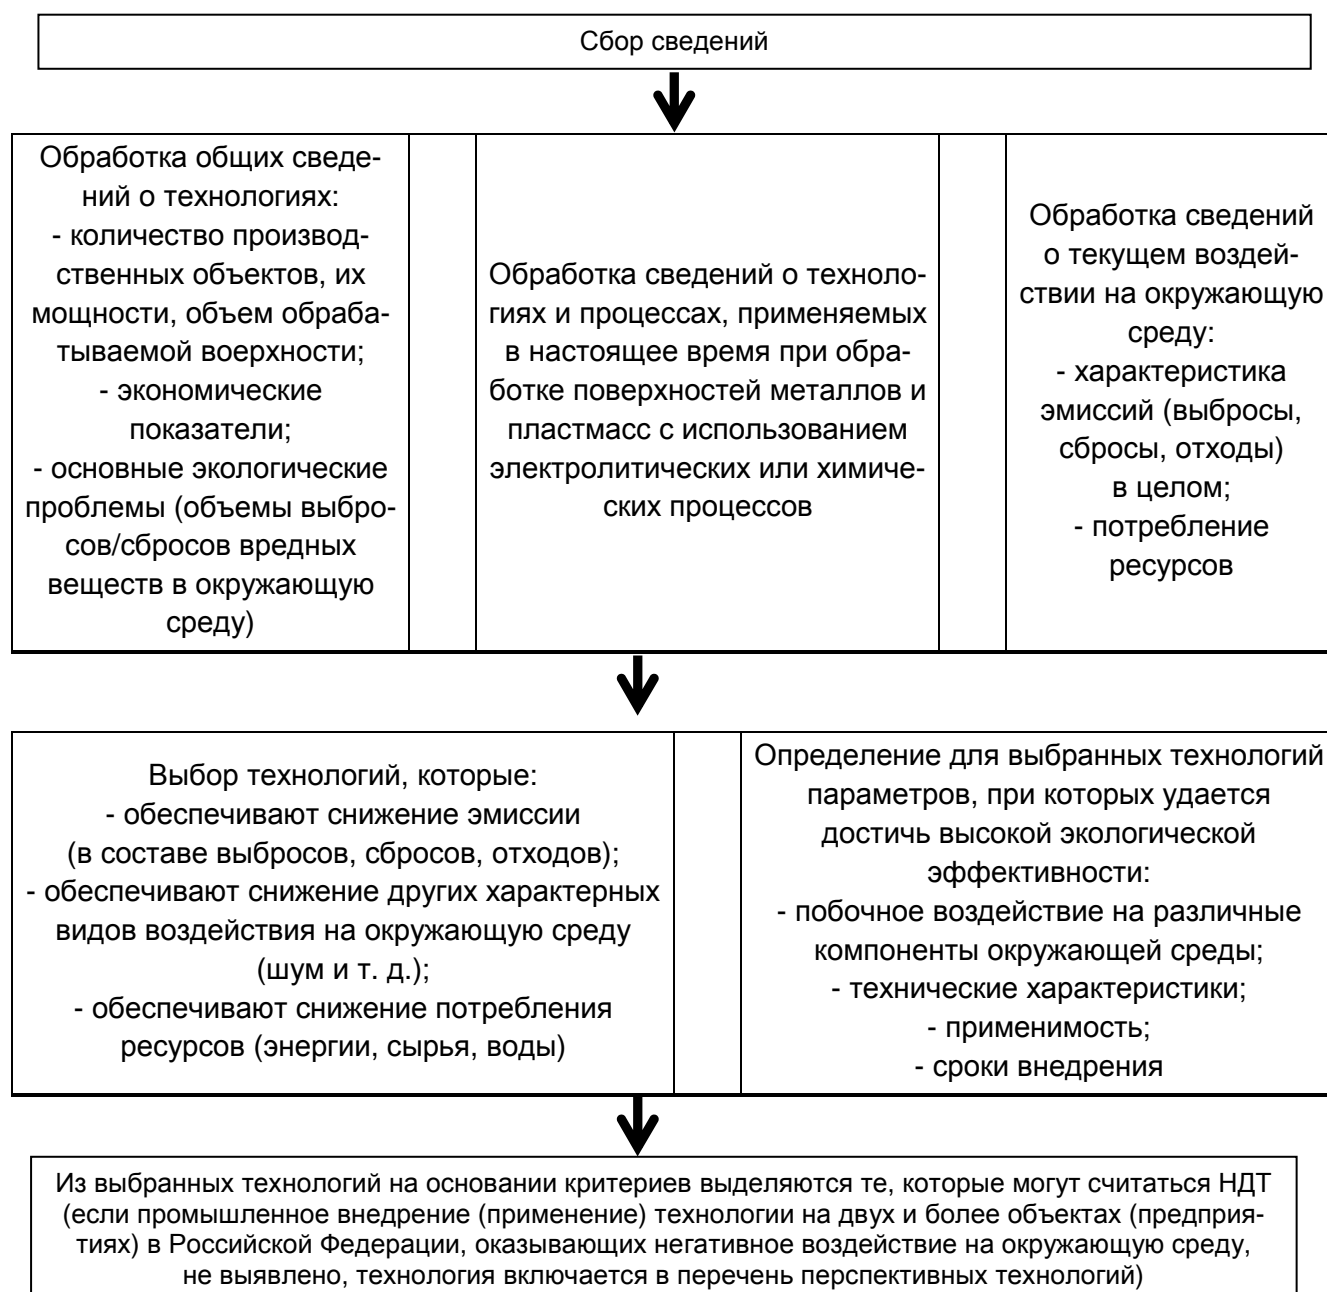 Сбор сведений
Обработка общих сведе-
ний о технологиях:
- количество производ-
ственных объектов, их
мощности, объем обраба-
тываемой воерхности;
- экономические
показатели;
- основные экологические
проблемы (объемы выбро-
сов/сбросов вредных
веществ в окружающую
среду)
Обработка сведений о техноло-
гиях и процессах, применяемых
в настоящее время при обра-
ботке поверхностей металлов и
пластмасс с использованием
электролитических или химиче-
ских процессов
Обработка сведений
о текущем воздей-
ствии на окружающую
среду:
- характеристика
эмиссий (выбросы,
сбросы, отходы)
в целом;
- потребление
ресурсов
Выбор технологий, которые:
- обеспечивают снижение эмиссии
(в составе выбросов, сбросов, отходов);
- обеспечивают снижение других характерных
видов воздействия на окружающую среду
(шум и т. д.);
- обеспечивают снижение потребления
ресурсов (энергии, сырья, воды)
Определение для выбранных технологий
параметров, при которых удается
достичь высокой экологической
эффективности:
- побочное воздействие на различные
компоненты окружающей среды;
- технические характеристики;
- применимость;
- сроки внедрения
Из выбранных технологий на основании критериев выделяются те, которые могут считаться НДТ
(если промышленное внедрение (применение) технологии на двух и более объектах (предприя-
тиях) в Российской Федерации, оказывающих негативное воздействие на окружающую среду,
не выявлено, технология включается в перечень перспективных технологий)